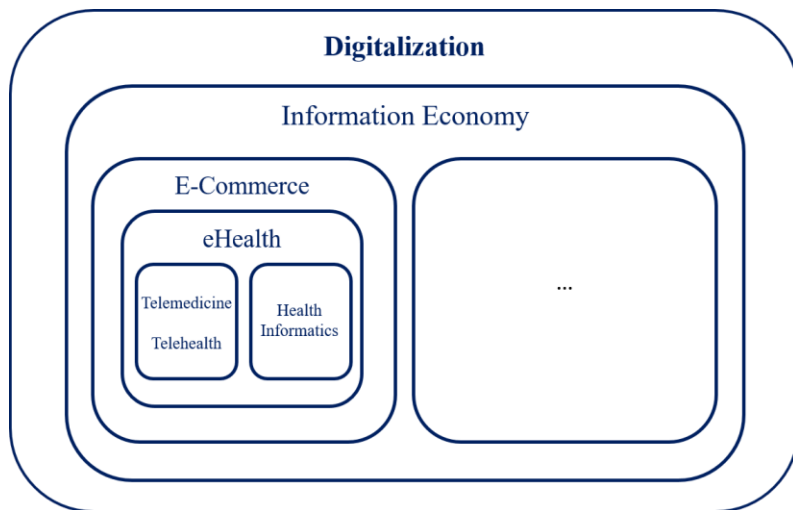 Digitalization
Information Economy
E-Commerce
eHealth
Telemedicine
Telehealth
Health
Informatics
...